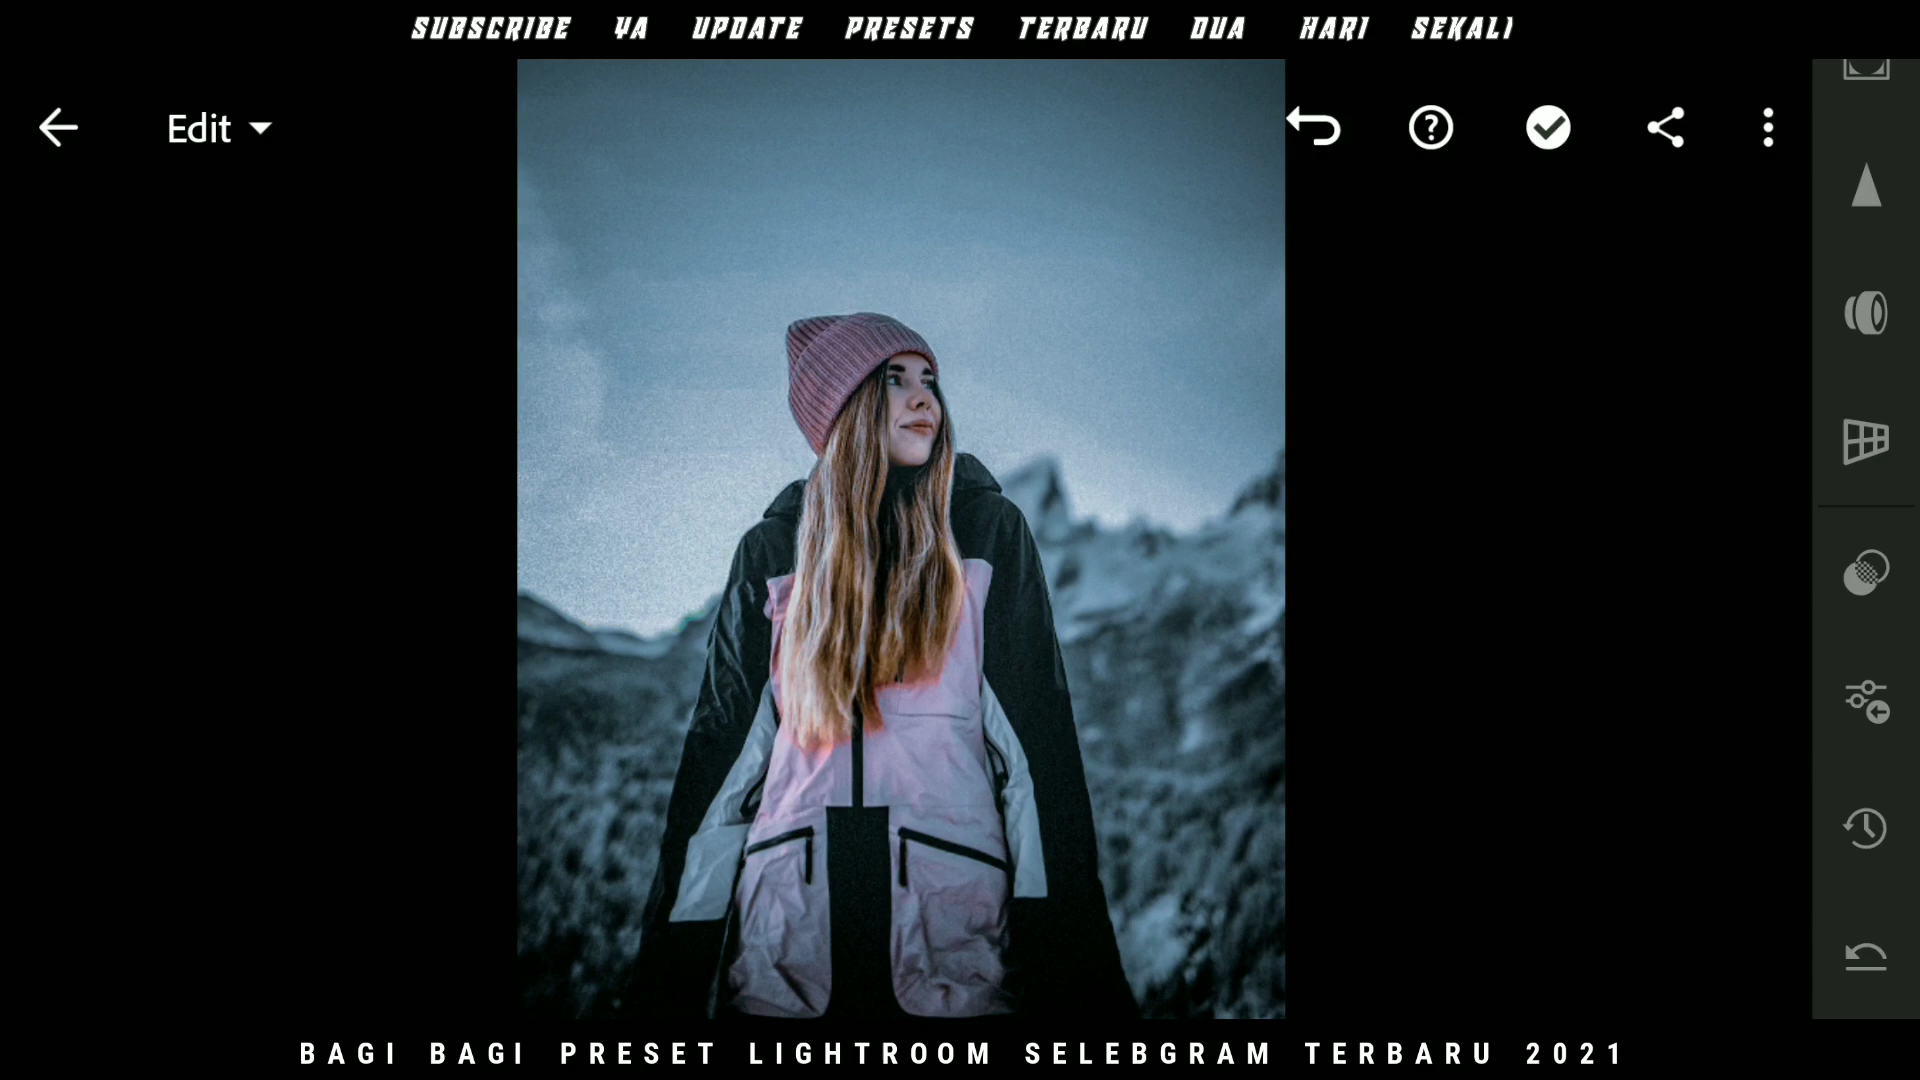 SUBSCRIBE YA UPDATE PRESETS TERBARU DUA HARI SEKALI
Edit
BAGI BAGI PRESET LIGHTROOM SELEBGRAM TERBARU 2021